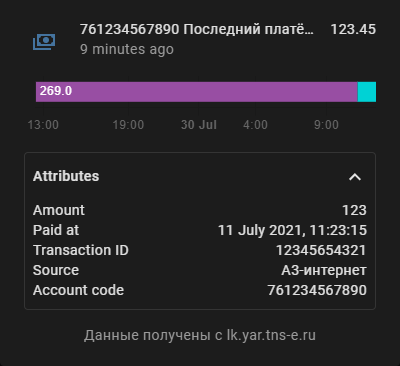 761234567890 Последний платё... 123.45
9 minutes ago
269.0
13:00 19:00 30 Jul 4:00 9:00
Attributes
Amount 123
Paid at 11 July 2021, 11:23:15
Transaction ID 12345654321
Source АЗ-интернет
Account code 761234567890
Данные получены с lk.yar.tns-e.ru